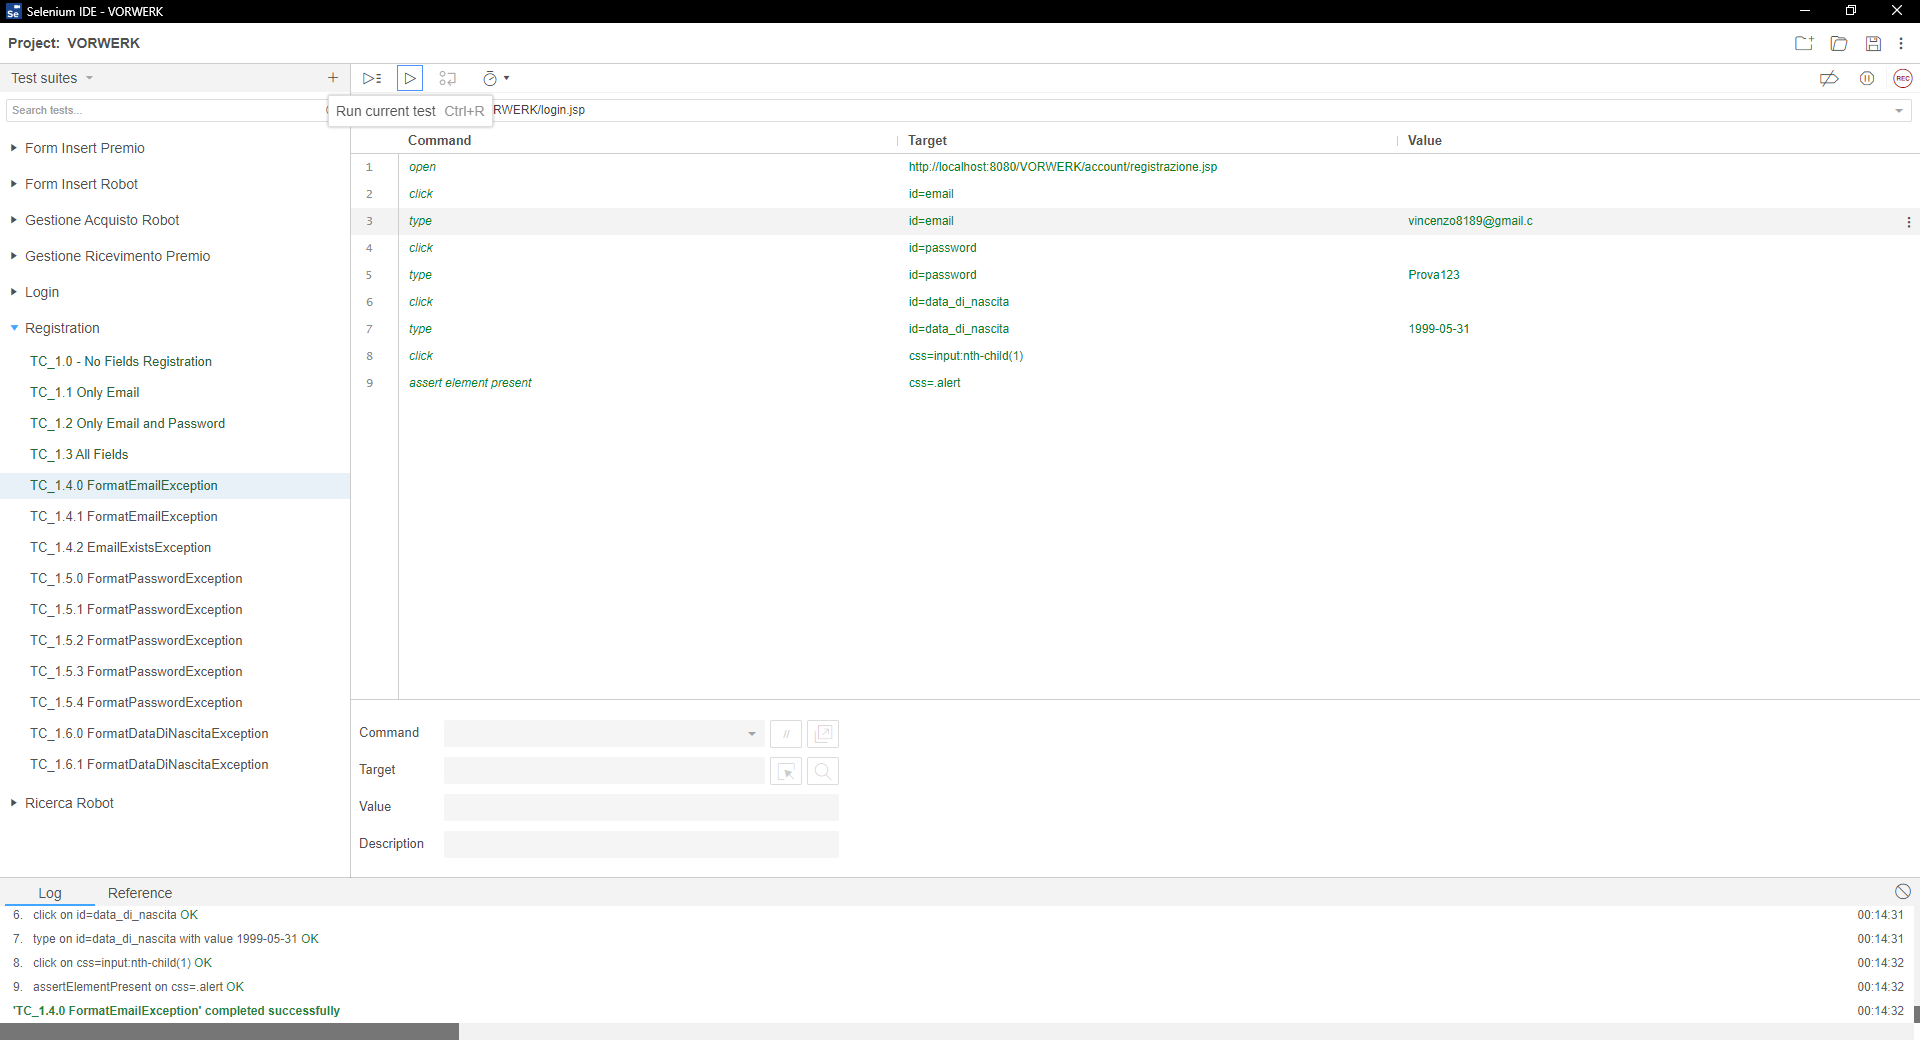 Selenium IDE - VORWERK
Project: VORWERK
Test suites
Run current test Ctrl+R
RWERK/login.jsp
REC
Search tests...
Command Target Value
Form Insert Premio
Form Insert Robot
Gestione Acquisto Robot
Gestione Ricevimento Premio
Login
Registration
TC_1.0 - No Fields Registration
TC_1.1 Only Email
TC_1.2 Only Email and Password
TC_1.3 All Fields
TC_1.4.0 FormatEmailException
TC_1.4.1 FormatEmailException
TC_1.4.2 EmailExistsException
TC_1.5.0 FormatPasswordException
TC_1.5.1 FormatPasswordException
TC_1.5.2 FormatPasswordException
TC_1.5.3 FormatPasswordException
TC_1.5.4 FormatPasswordException
TC_1.6.0 FormatDataDiNascitaException
TC_1.6.1 FormatDataDiNascitaException
Ricerca Robot
1 open http://localhost:8080/VORWERK/account/registrazione.jsp
2 click id=email
3 type id=email vincenzo8189@gmail.c
4 click id=password
5 type id=password Prova123
6 click id=data_di_nascita
7 type id=data_di_nascita 1999-05-31
8 click css=input:nth-child(1)
9 assert element present css=.alert
Command //
Target
Value
Description
Log Reference
6. click on id=data_di_nascita OK 00:14:31
7. type on id=data_di_nascita with value 1999-05-31 OK 00:14:31
8. click on css=input:nth-child(1) OK 00:14:32
9. assertElementPresent on css=.alert OK 00:14:32
'TC_1.4.0 FormatEmailException' completed successfully 00:14:32